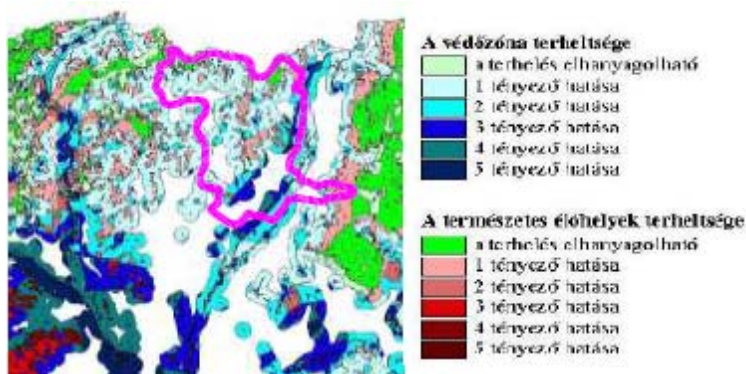 A védőzóna terheltsége
a terhelés elhanyagolható
1 tényező hatása
2 tényező hatása
3 tényező hatása
4 tényező hatása
5 tényező hatása
A természetes élőhelyek terheltsége
a terhelés elhanyagolható
1 tényező hatása
2 tényező hatása
3 tényező hatása
4 tényező hatása
5 tényező hatása